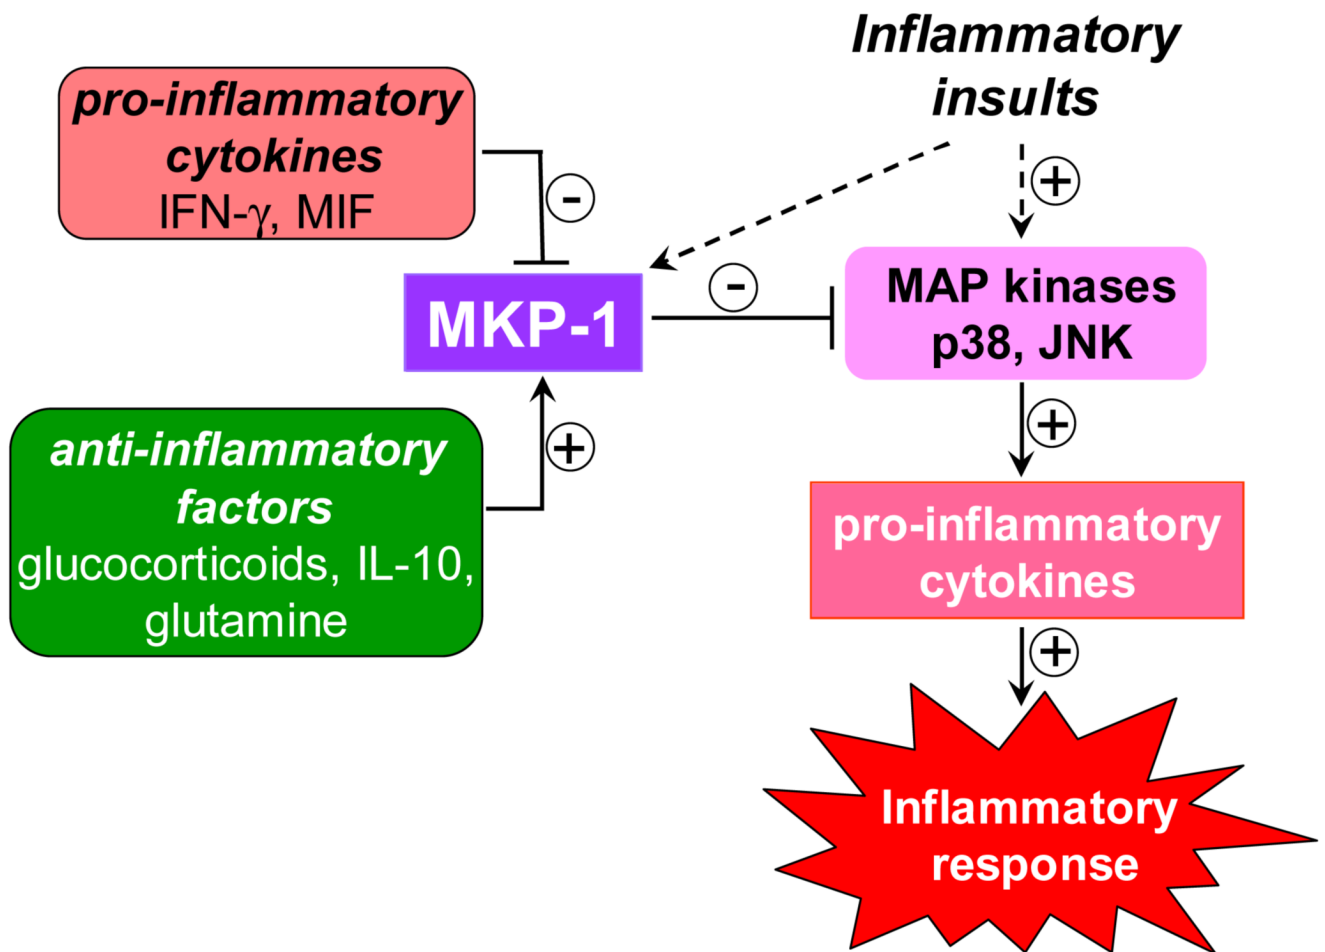 Inflammatory
insults
pro-inflammatory
cytokines
IFN-γ, MIF
-
+
MKP-1
-
MAP kinases
p38, JNK
+
anti-inflammatory
factors
glucocorticoids, IL-10,
glutamine
+
pro-inflammatory
cytokines
+
Inflammatory
response